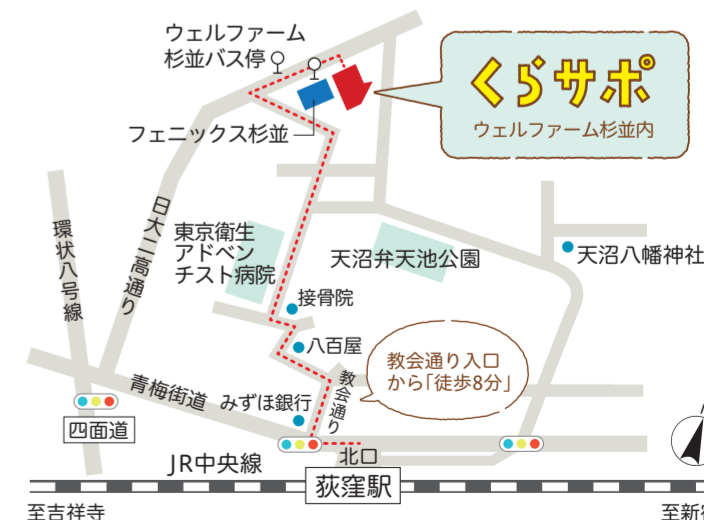 ウェルファーム
杉並バス停
くらサポ
ウェルファーム杉並内
フェニックス杉並
日大二高通り
環状八号線
東京衛生
アドベン
チスト病院
天沼弁天池公園
天沼八幡神社
接骨院
八百屋
教会通り入口
から「徒歩8分」
教会通り
青梅街道
みずほ銀行
四面道
JR中央線
北口
荻窪駅
至吉祥寺
至新宿